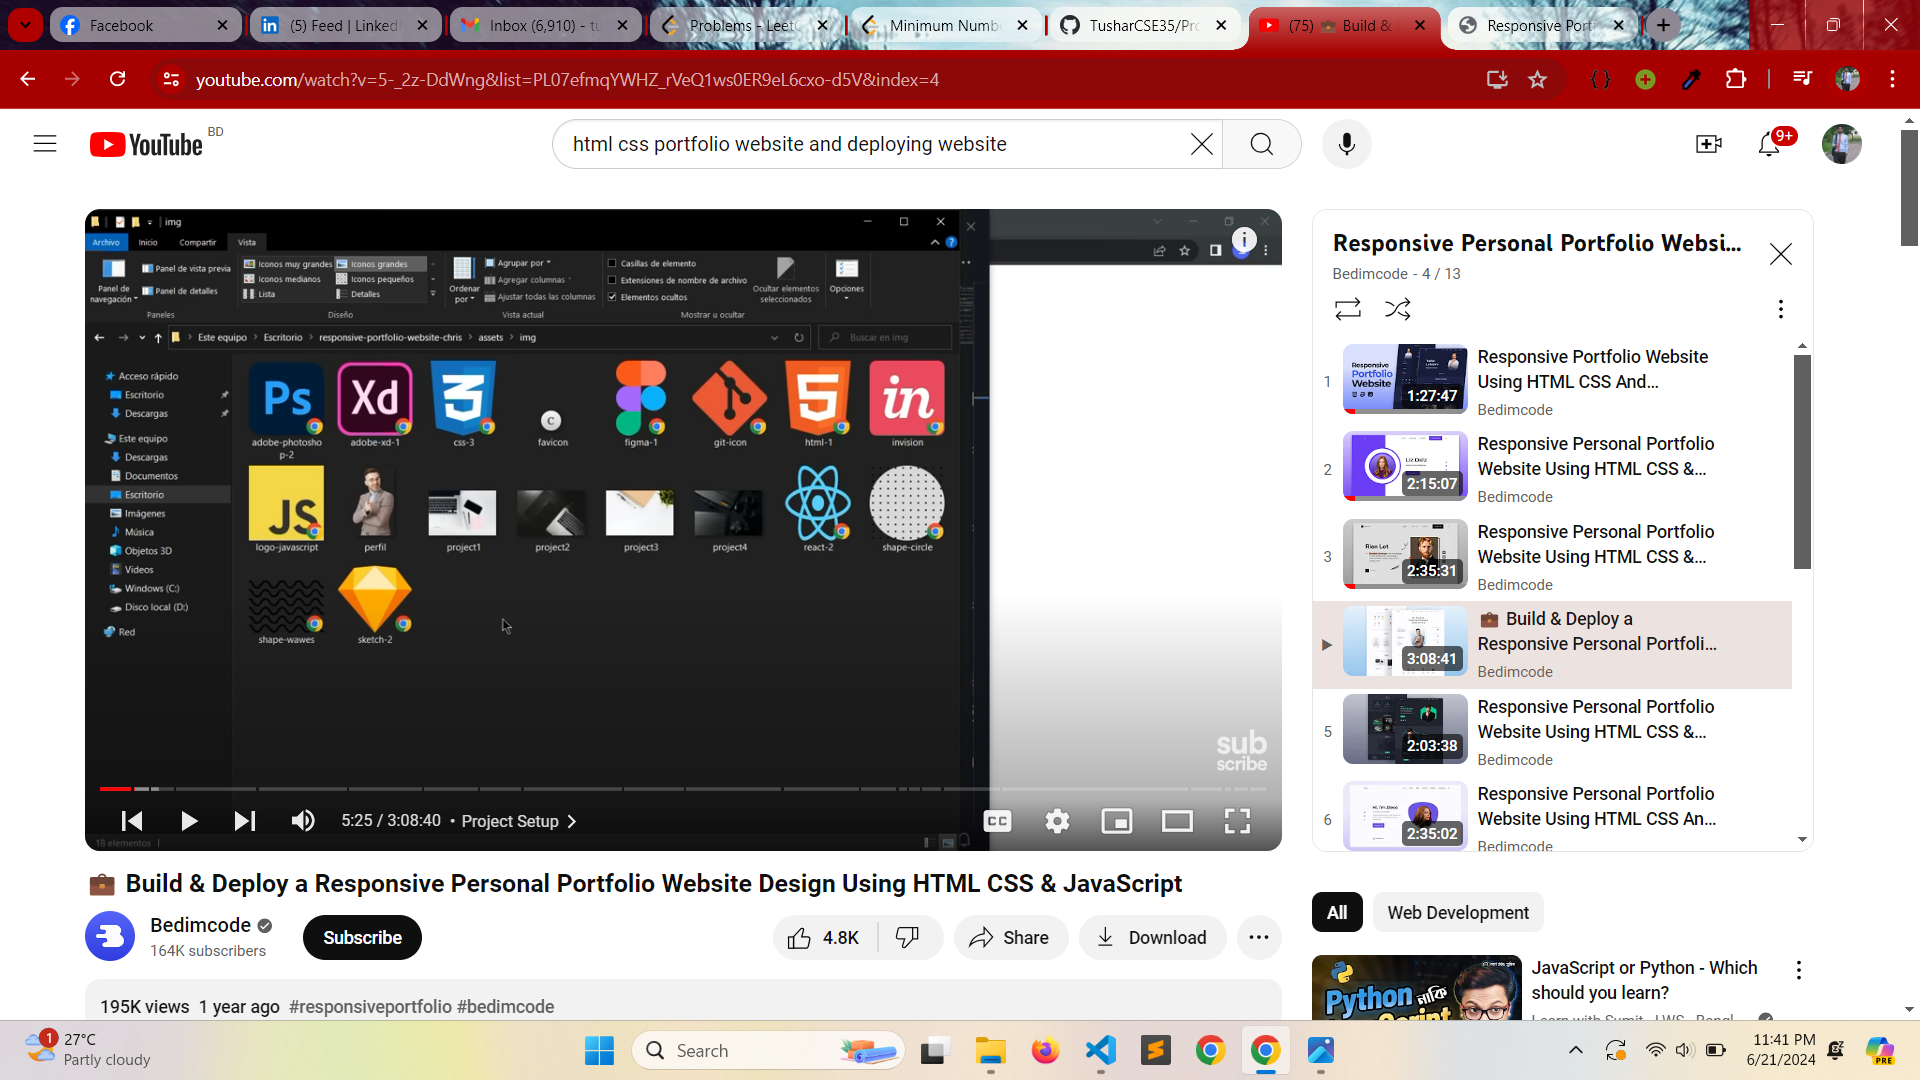 Facebook
(5) Feed | Linked
Inbox (6,910) - tu
Problems - Leet
Minimum Numb
TusharCSE35/Pro
(75) 💼 Build &
Responsive Port
youtube.com/watch?v=5-_2z-DdWng&list=PL07efmqYWHZ_rVeQ1ws0ER9eL6cxo-d5V&index=4
YouTube BD
html css portfolio website and deploying website
9+
img
Archivo Inicio Compartir Vista
Panel de navegación
Panel de vista previa
Panel de detalles
Paneles
Iconos muy grandes Iconos grandes
Iconos medianos Iconos pequeños
Lista Detalles
Diseño
Ordenar por
Agrupar por
Agregar columnas
Ajustar todas las columnas
Vista actual
Casillas de elemento
Extensiones de nombre de archivo
Elementos ocultos
Ocultar elementos seleccionados
Mostrar u ocultar
Opciones
Este equipo > Escritorio > responsive-portfolio-website-chris > assets > img
Buscar en img
Acceso rápido
Escritorio
Descargas
Este equipo
Descargas
Documentos
Escritorio
Imágenes
Música
Objetos 3D
Videos
Windows (C:)
Disco local (D:)
Red
Ps Xd 3 C 5 in
adobe-photoshop-2 adobe-xd-1 css-3 favicon figma-1 git-icon html-1 invision
JS
logo-javascript perfil project1 project2 project3 project4 react-2 shape-circle
shape-wawes sketch-2
18 elementos
sub
scribe
5:25 / 3:08:40 • Project Setup >
CC
💼 Build & Deploy a Responsive Personal Portfolio Website Design Using HTML CSS & JavaScript
Bedimcode
164K subscribers
Subscribe
4.8K
Share
Download
195K views 1 year ago #responsiveportfolio #bedimcode
Responsive Personal Portfolio Websi...
Bedimcode - 4 / 13
1
Responsive
Portfolio
Website
1:27:47
Responsive Portfolio Website
Using HTML CSS And...
Bedimcode
2
2:15:07
Responsive Personal Portfolio
Website Using HTML CSS &...
Bedimcode
3
2:35:31
Responsive Personal Portfolio
Website Using HTML CSS &...
Bedimcode
3:08:41
💼 Build & Deploy a
Responsive Personal Portfoli...
Bedimcode
5
2:03:38
Responsive Personal Portfolio
Website Using HTML CSS &...
Bedimcode
6
2:35:02
Responsive Personal Portfolio
Website Using HTML CSS An...
Bedimcode
All
Web Development
Python নাকি
JavaScript or Python - Which
should you learn?
1
27°C
Partly cloudy
Search
11:41 PM
6/21/2024
PRE